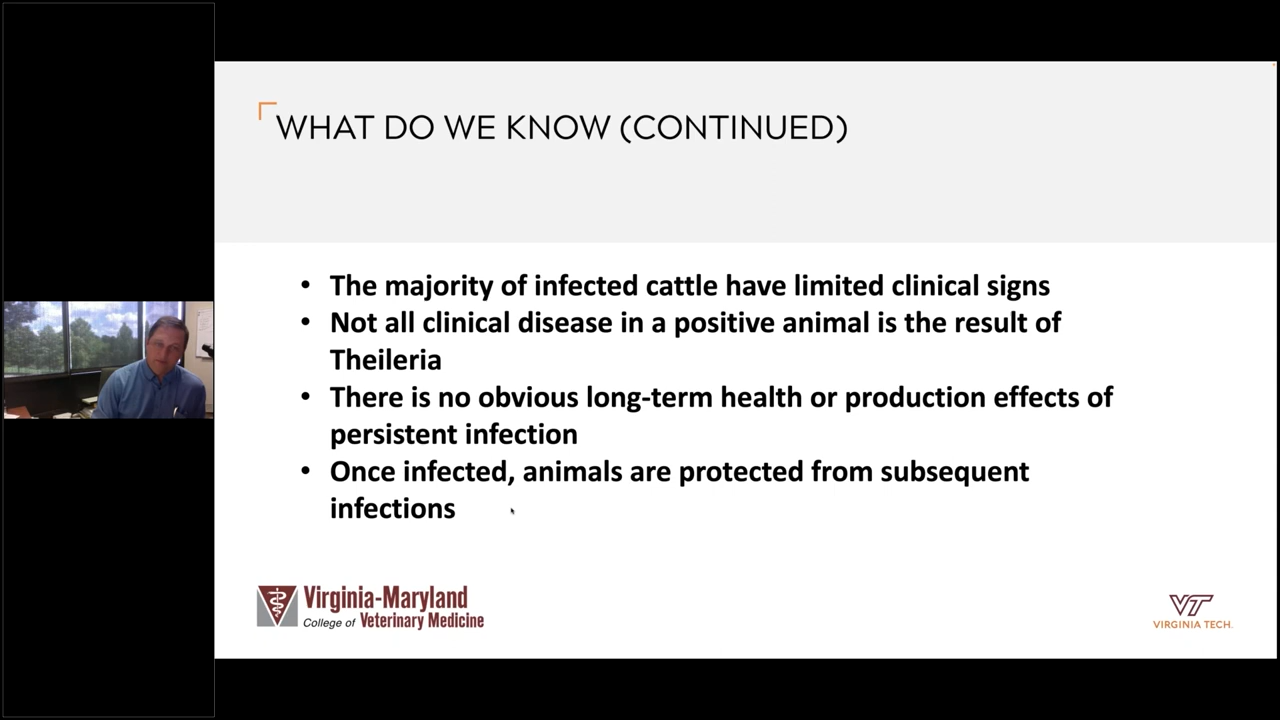 WHAT DO WE KNOW (CONTINUED)
• The majority of infected cattle have limited clinical signs
• Not all clinical disease in a positive animal is the result of
Theileria
• There is no obvious long-term health or production effects of
persistent infection
• Once infected, animals are protected from subsequent
infections
Virginia-Maryland
College of Veterinary Medicine
VT
VIRGINIA TECH.